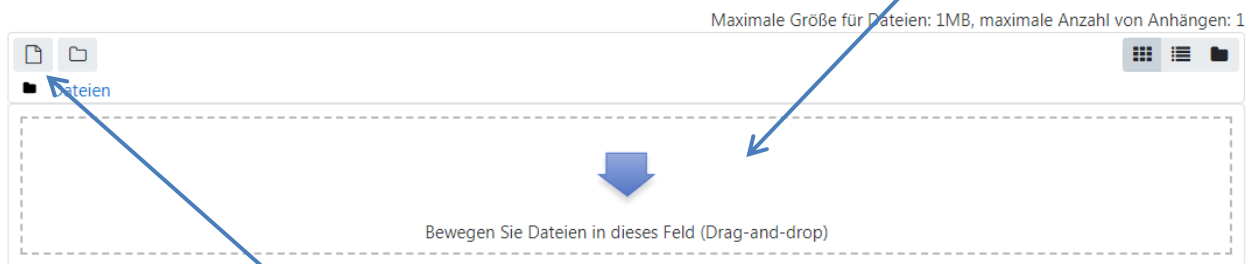 Maximale Größe für Dateien: 1MB, maximale Anzahl von Anhängen: 1
Dateien
Bewegen Sie Dateien in dieses Feld (Drag-and-drop)